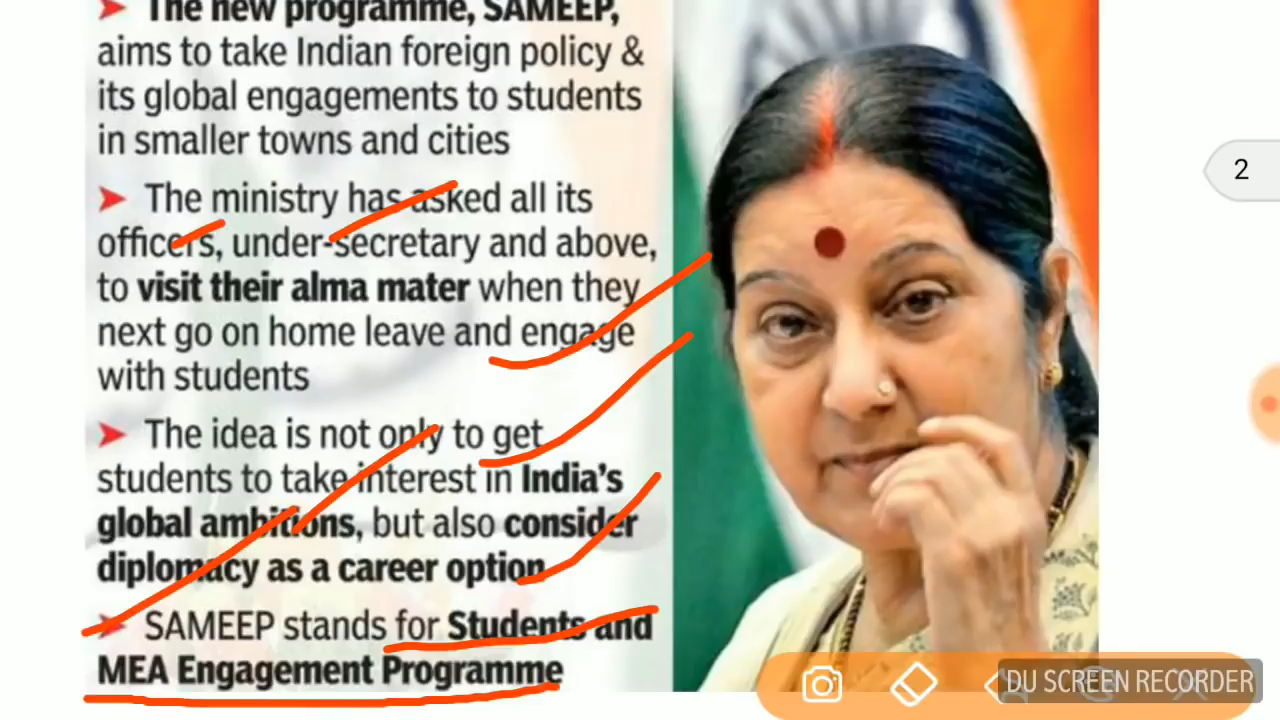 ➤ The new programme, SAMEEP,
aims to take Indian foreign policy &
its global engagements to students
in smaller towns and cities
➤ The ministry has asked all its
officers, under-secretary and above,
to visit their alma mater when they
next go on home leave and engage
with students
➤ The idea is not only to get
students to take interest in India's
global ambitions, but also consider
diplomacy as a career option
➤ SAMEEP stands for Students and
MEA Engagement Programme
2
DU SCREEN RECORDER